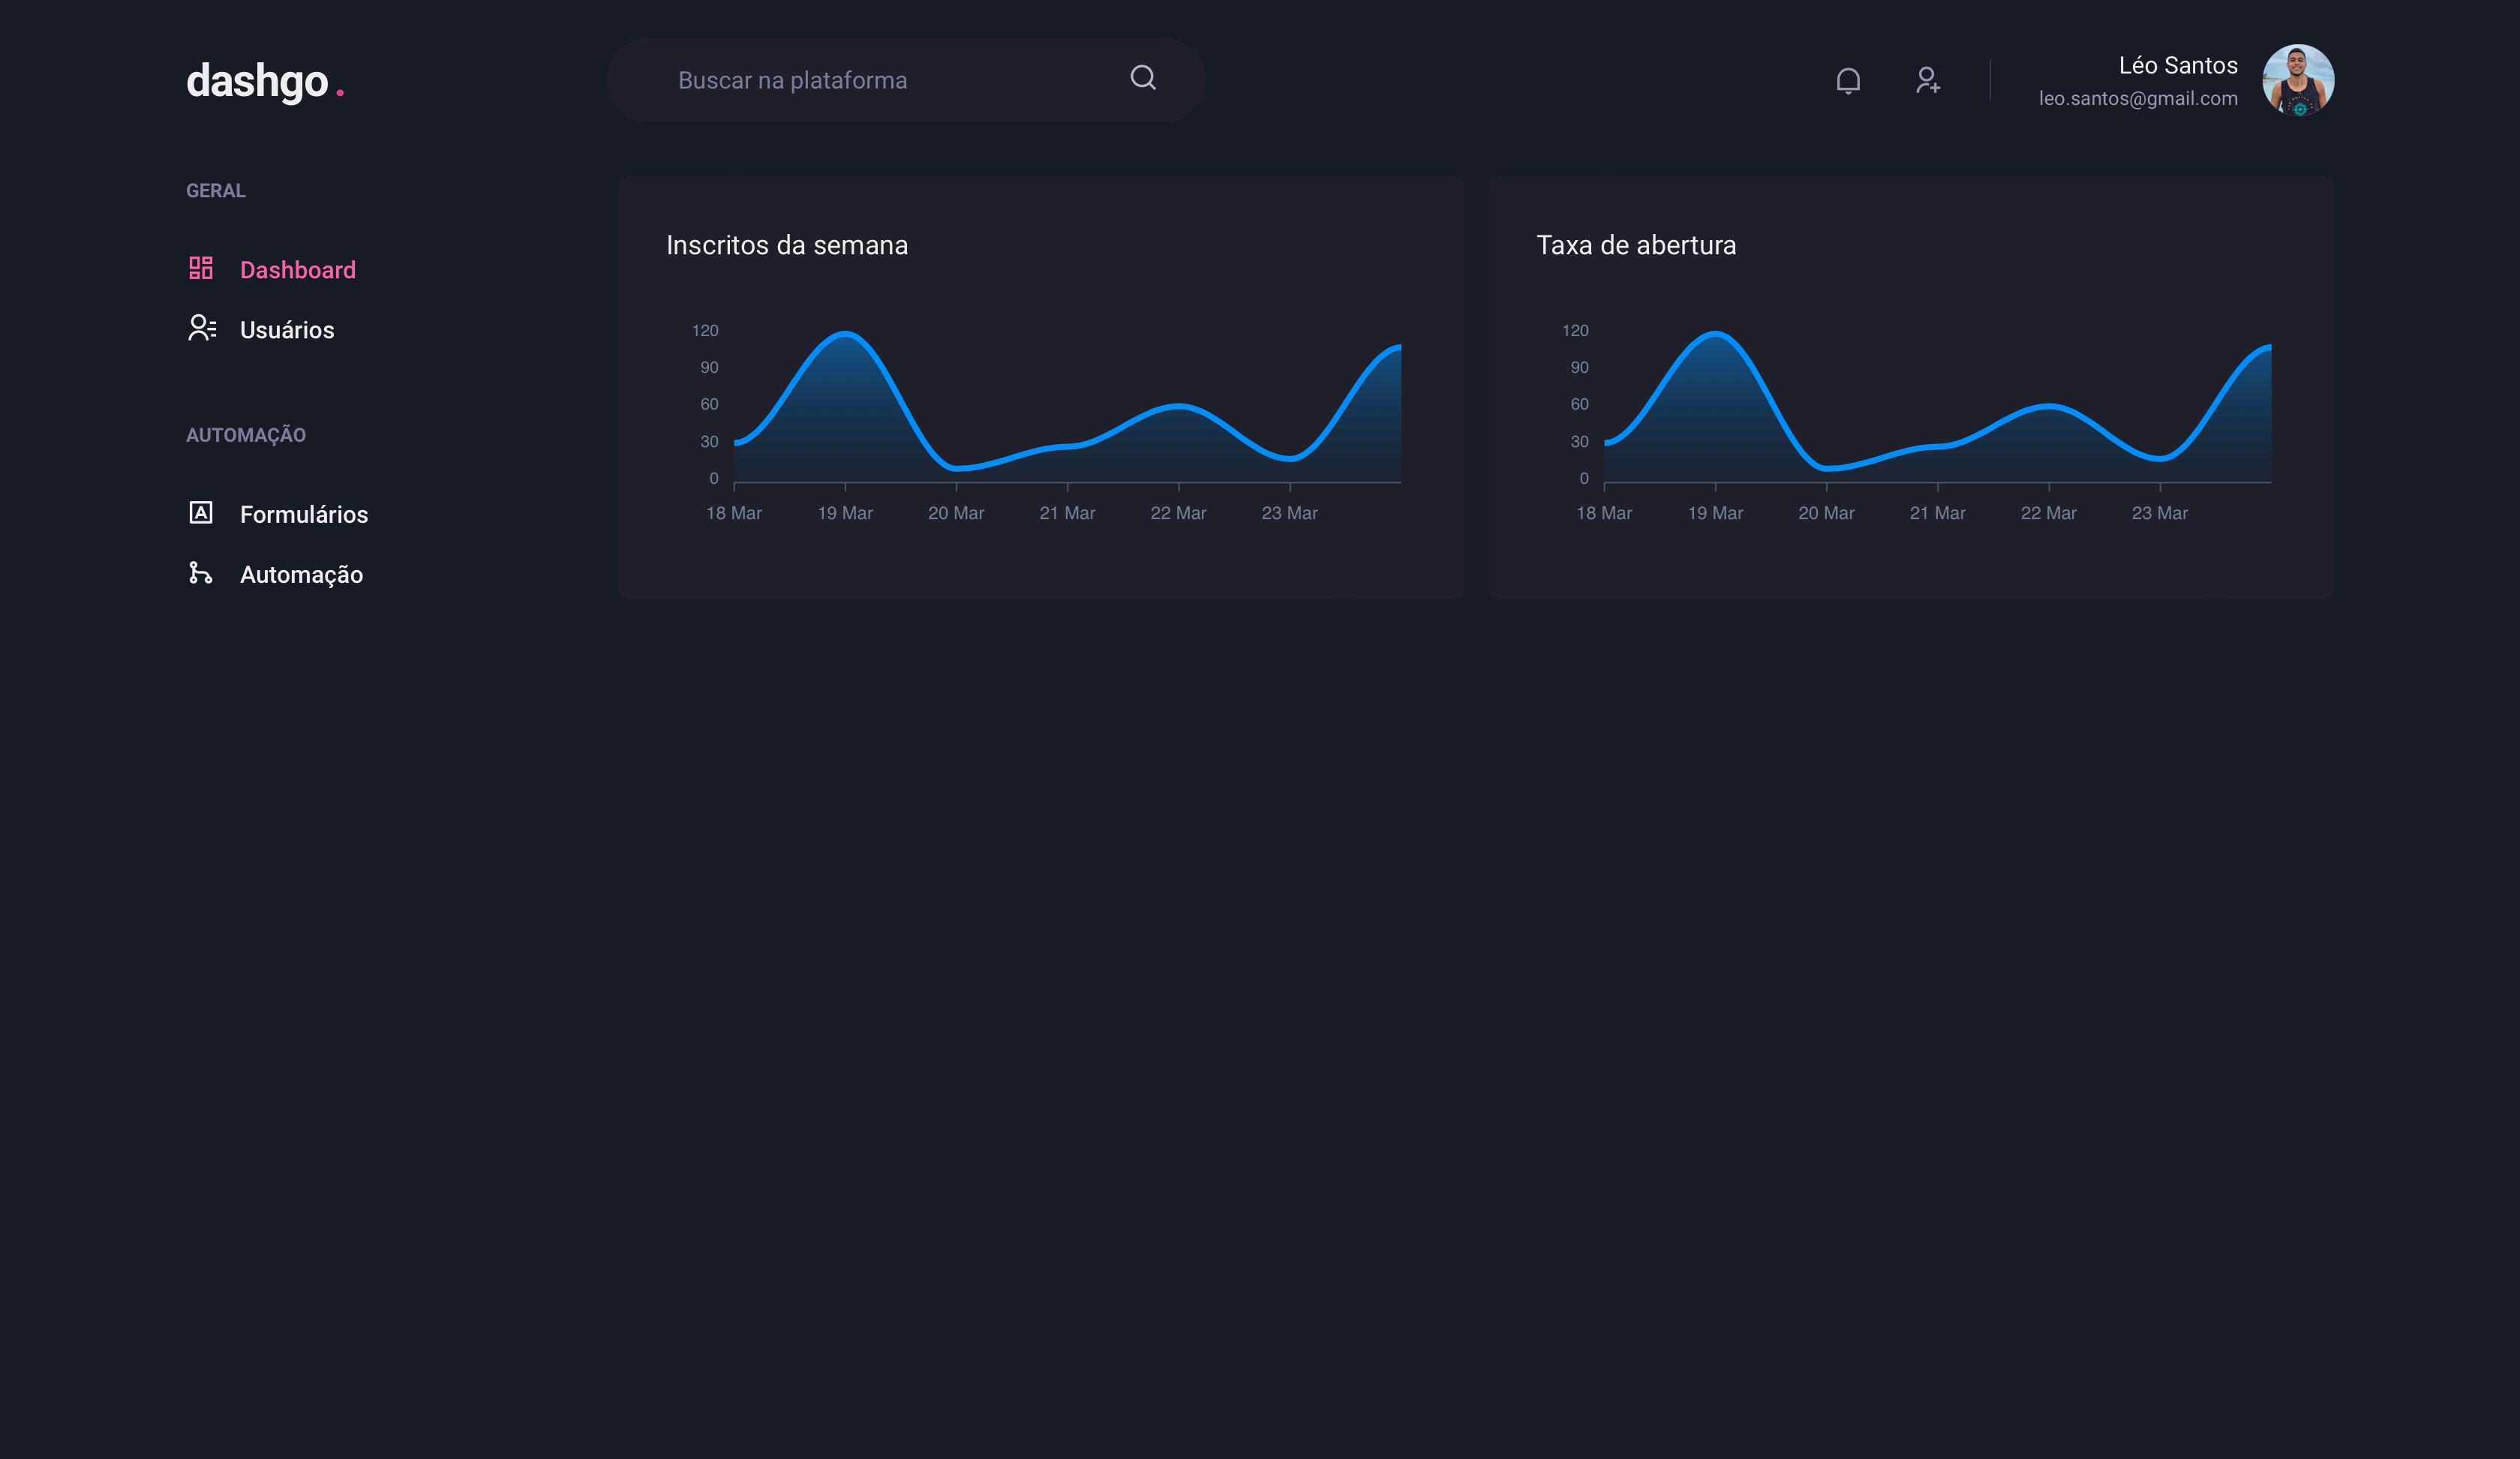 dashgo.
Buscar na plataforma
Léo Santos
leo.santos@gmail.com
GERAL
Dashboard
Usuários
AUTOMAÇÃO
Formulários
Automação
Inscritos da semana
120
90
60
30
0
18 Mar 19 Mar 20 Mar 21 Mar 22 Mar 23 Mar
Taxa de abertura
120
90
60
30
0
18 Mar 19 Mar 20 Mar 21 Mar 22 Mar 23 Mar